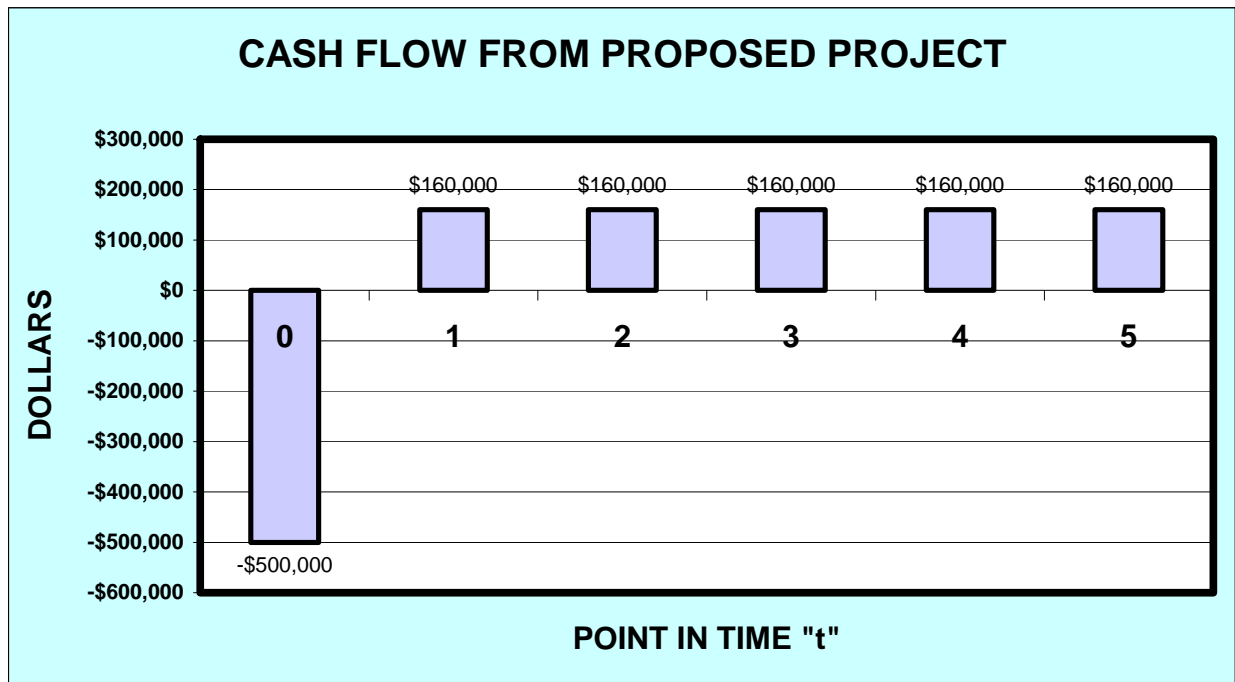 CASH FLOW FROM PROPOSED PROJECT
$300,000
$200,000
$100,000
$0
-$100,000
-$200,000
-$300,000
-$400,000
-$500,000
-$600,000
DOLLARS
$160,000 $160,000 $160,000 $160,000 $160,000
0 1 2 3 4 5
-$500,000
POINT IN TIME "t"